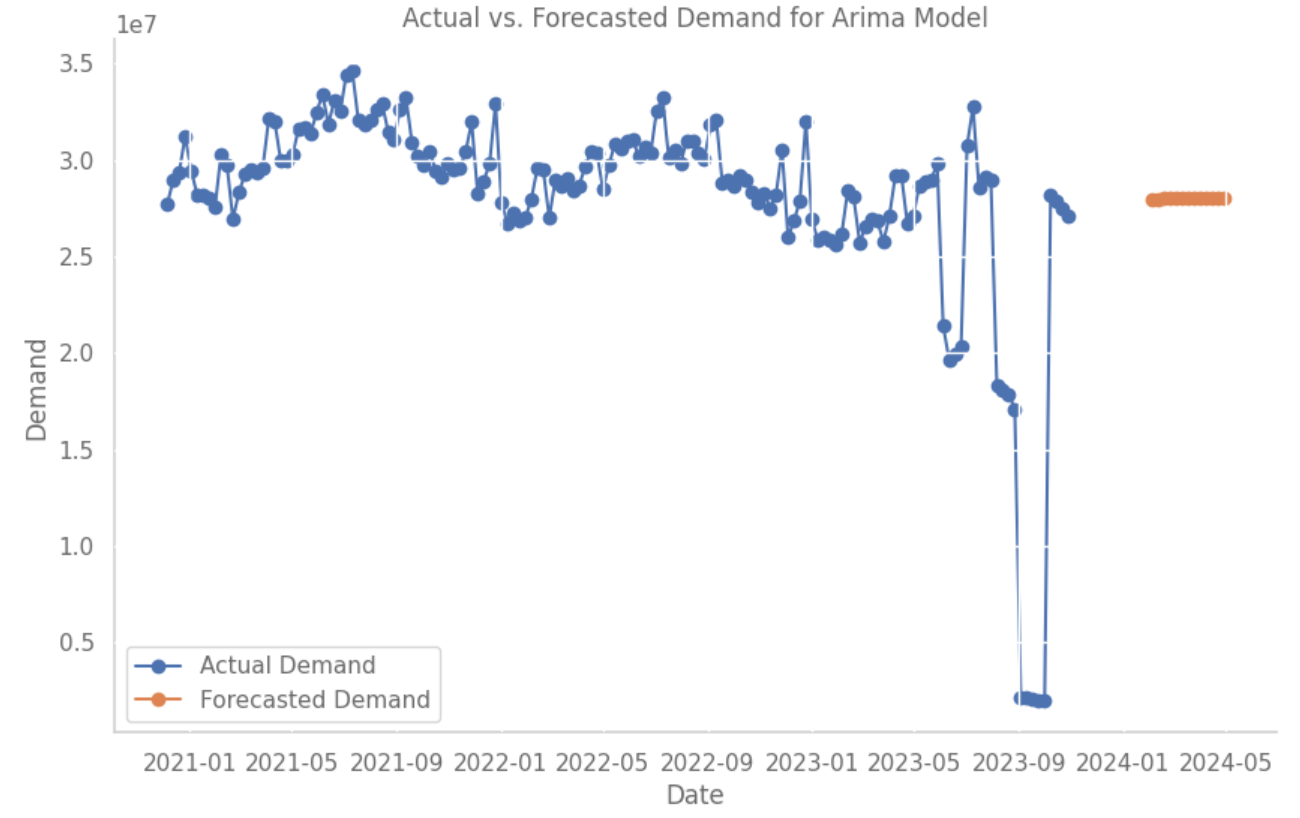 Actual vs. Forecasted Demand for Arima Model
1e7
3.5
3.0
2.5
2.0
1.5
1.0
0.5
Demand
Actual Demand
Forecasted Demand
2021-01 2021-05 2021-09 2022-01 2022-05 2022-09 2023-01 2023-05 2023-09 2024-01 2024-05
Date